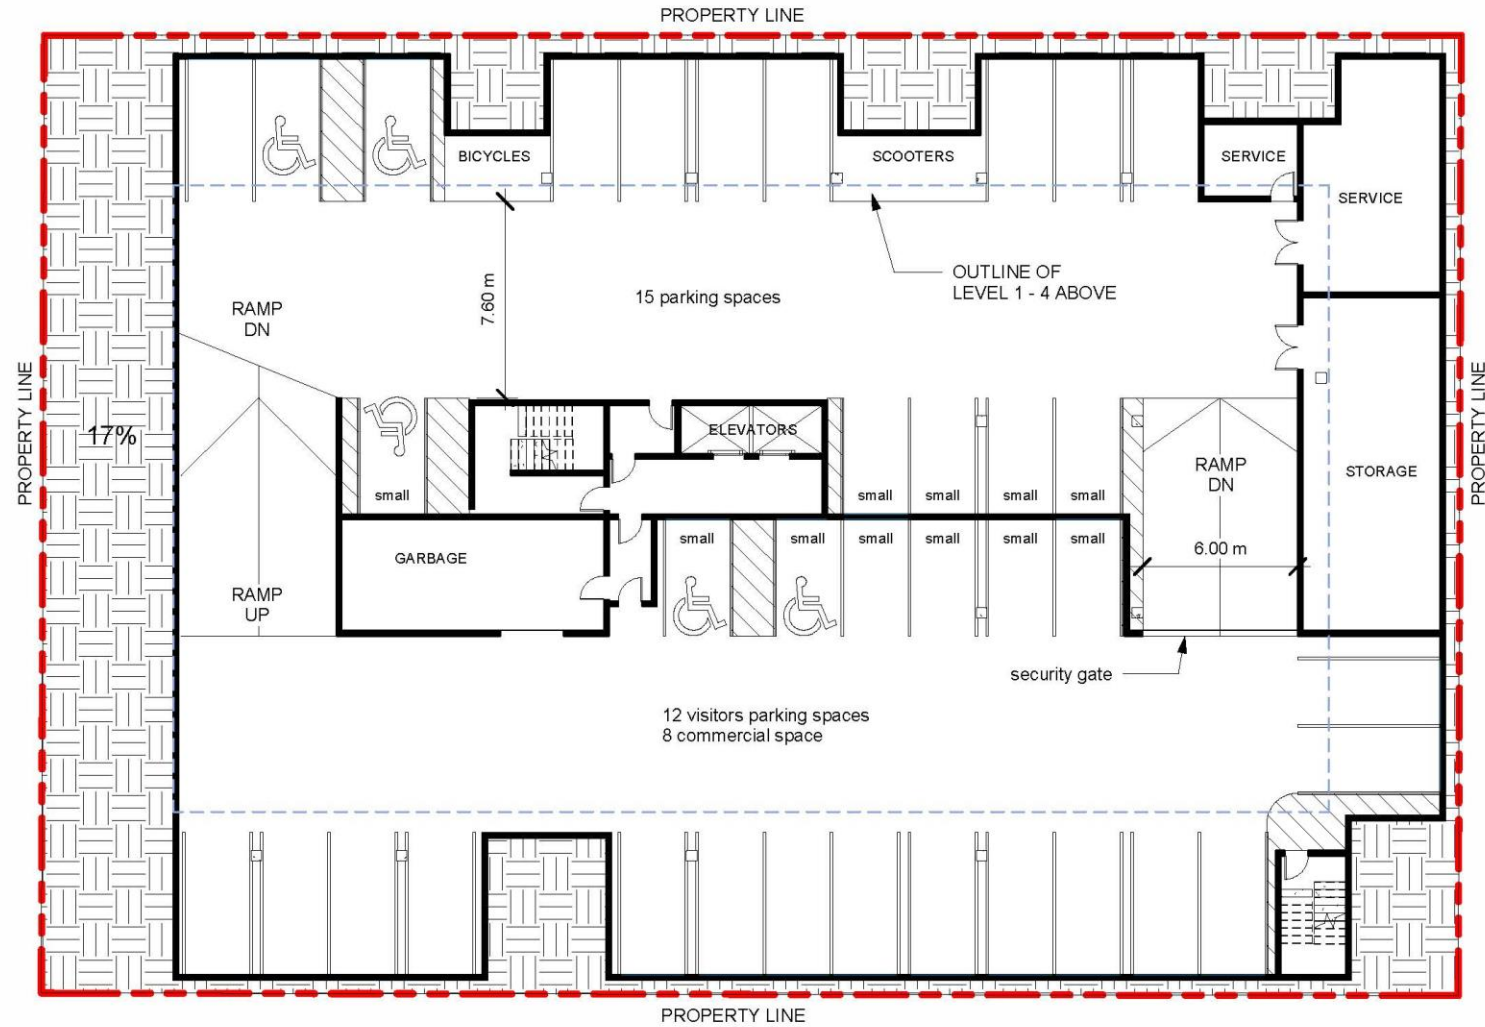 PROPERTY LINE
BICYCLES
SCOOTERS
SERVICE
SERVICE
OUTLINE OF
LEVEL 1 - 4 ABOVE
7.60 m
15 parking spaces
RAMP
DN
PROPERTY LINE
17%
PROPERTY LINE
ELEVATORS
RAMP
DN
STORAGE
small
small
small
small
small
small
small
small
small
small
small
6.00 m
GARBAGE
RAMP
UP
security gate
12 visitors parking spaces
8 commercial space
PROPERTY LINE